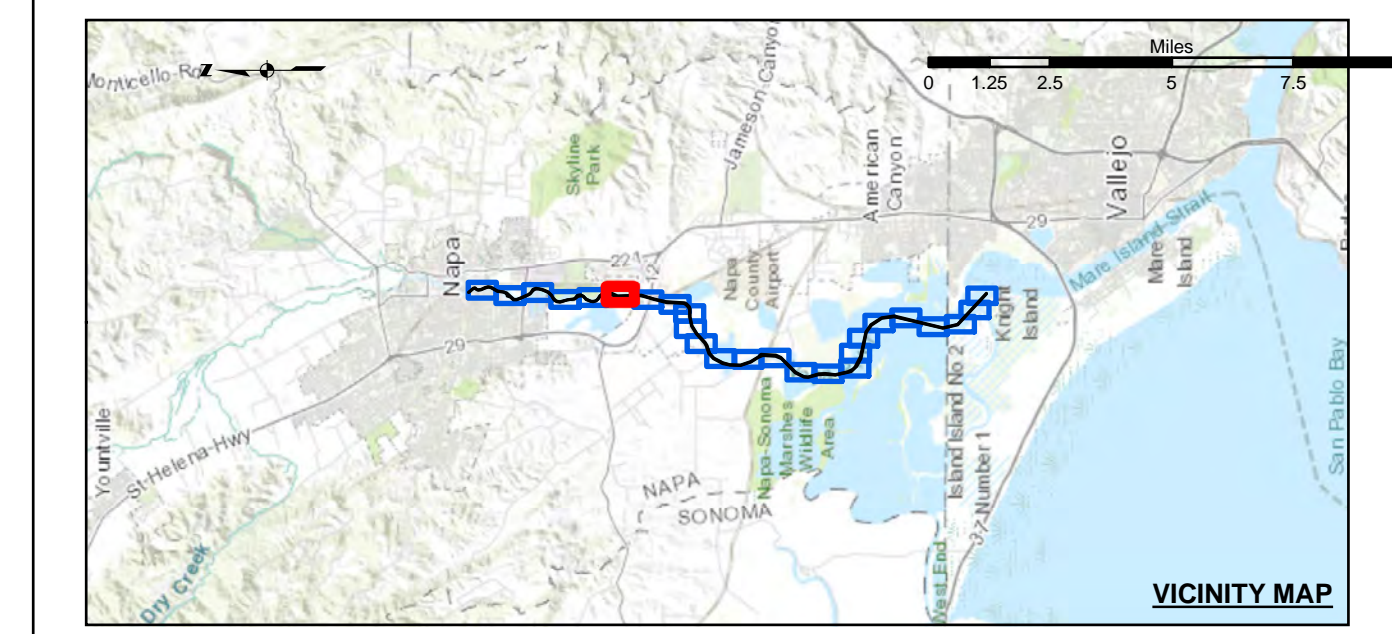 Monticello-Rd
Z
Miles
0 1.25 2.5 5 7.5
Jameson-Canyo
Skyline
Park
American
Canyon
Vallejo
Napa
221
12
29
Mare Island-Strait
Mare
Island
Napa
County
Airport
29
Knight
Island
Island Island No 2
Number 1
37
Napa-Sonoma
Marshes
Wildlife
Area
San Pablo Bay
Yountville
St-Helena-Hwy
NAPA
SONOMA
Dry Creek
West End
VICINITY MAP